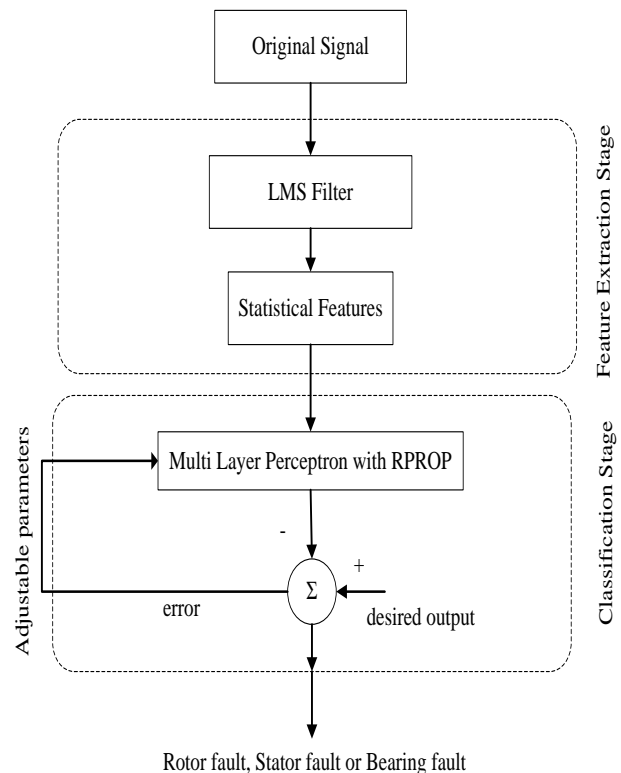 Original Signal
LMS Filter
Statistical Features
Feature Extraction Stage
Multi Layer Perceptron with RPROP
-
+
Σ
error
desired output
Adjustable parameters
Classification Stage
Rotor fault, Stator fault or Bearing fault